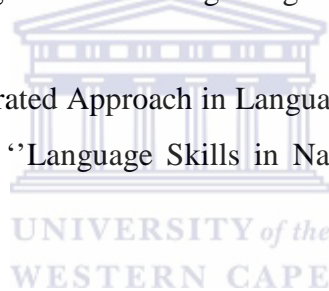 rated Approach in Langua
‘’Language Skills in Na
UNIVERSITY of the
WESTERN CAPE